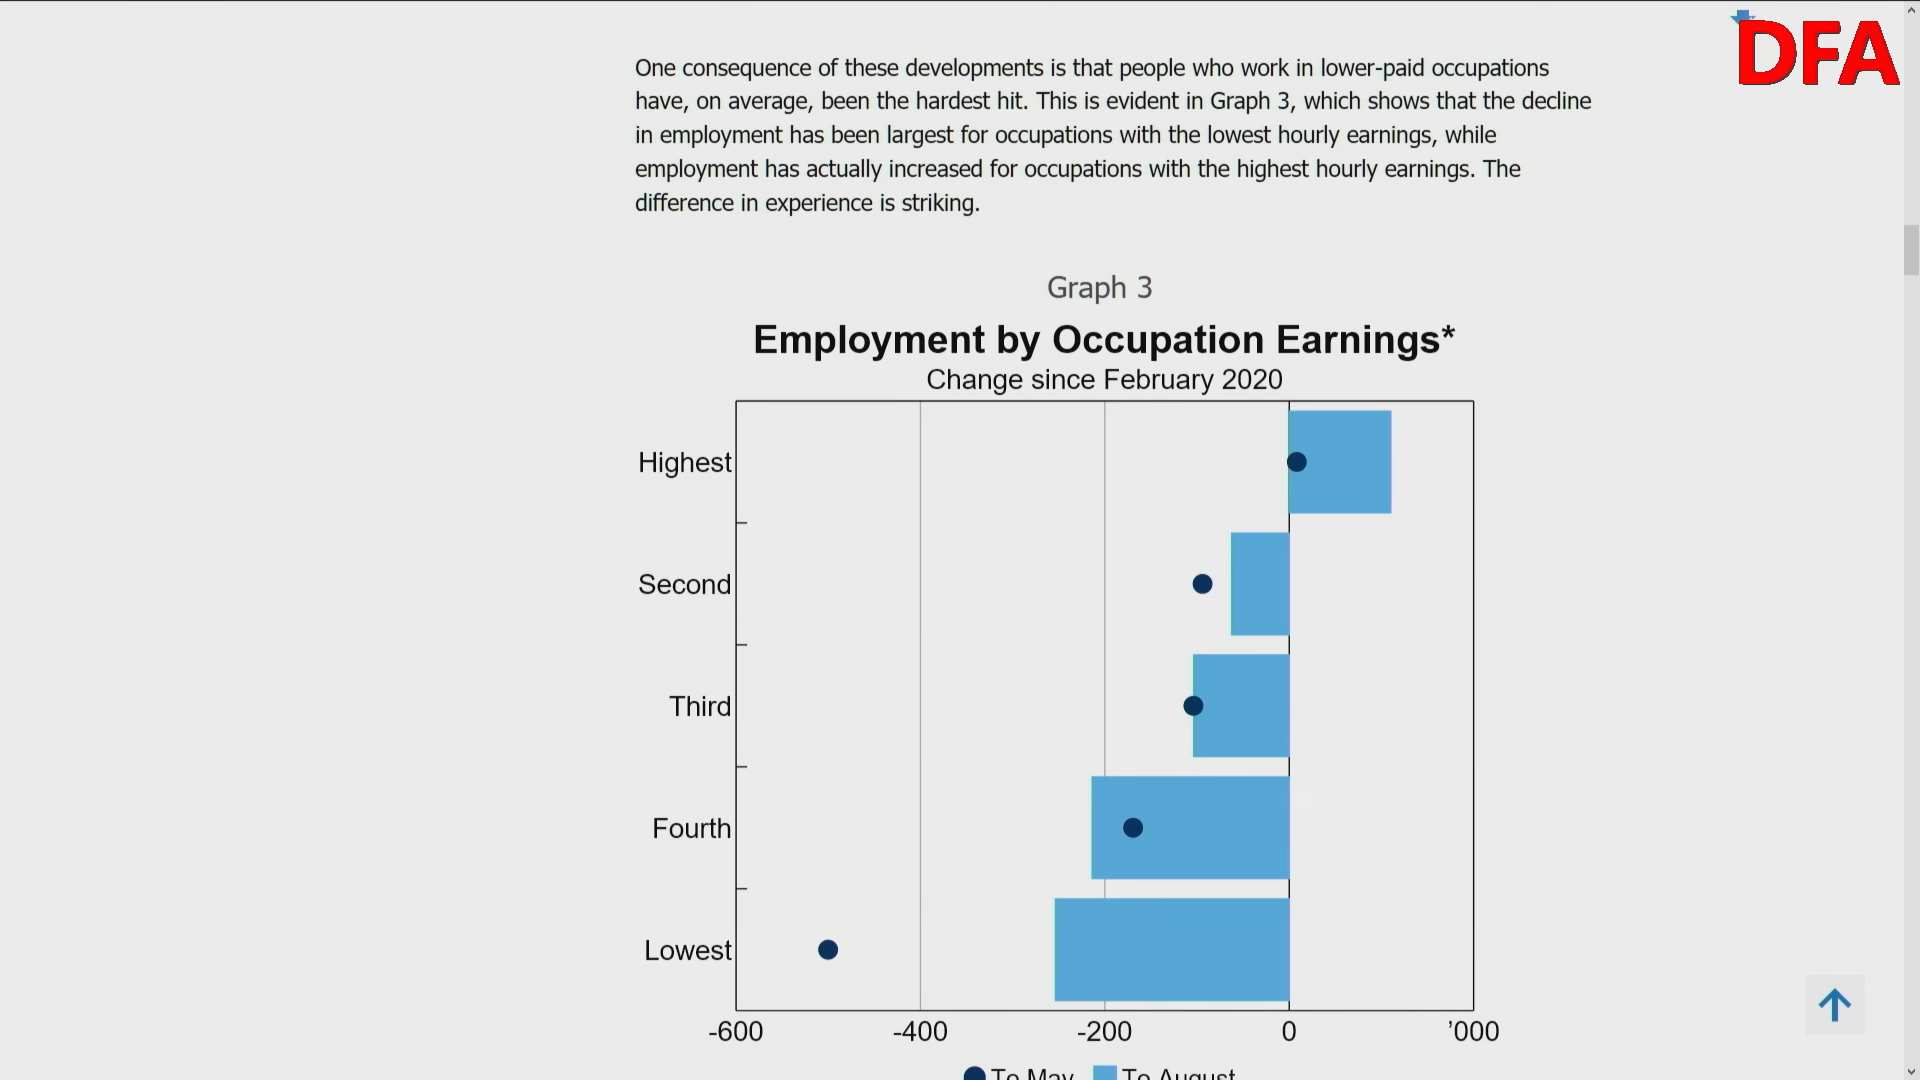 DFA
One consequence of these developments is that people who work in lower-paid occupations
have, on average, been the hardest hit. This is evident in Graph 3, which shows that the decline
in employment has been largest for occupations with the lowest hourly earnings, while
employment has actually increased for occupations with the highest hourly earnings. The
difference in experience is striking.
Graph 3
Employment by Occupation Earnings*
Change since February 2020
Highest
Second
Third
Fourth
Lowest
-600 -400 -200 0 ’000
To May To August